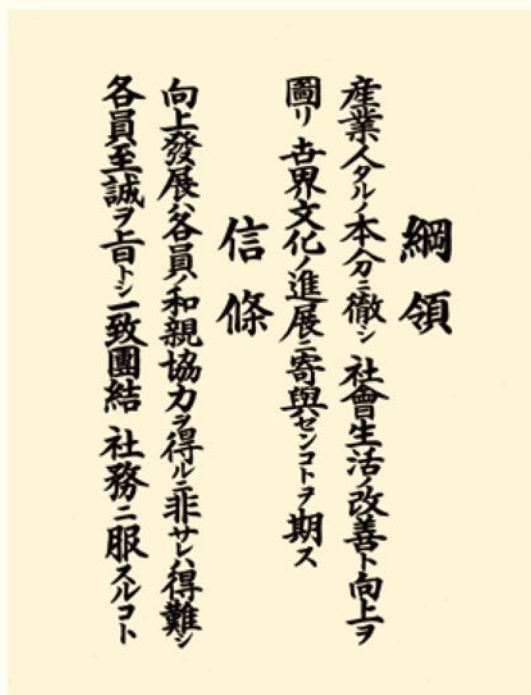 綱領
産業人タルノ本分ニ徹シ 社會生活ノ改善ト向上ヲ
圖リ 世界文化ノ進展ニ寄與センコトヲ期ス
信條
向上發展ハ各員ノ和親協力ヲ得ルニ非サレハ得難シ
各員至誠ヲ旨トシ一致團結 社務ニ服スルコト